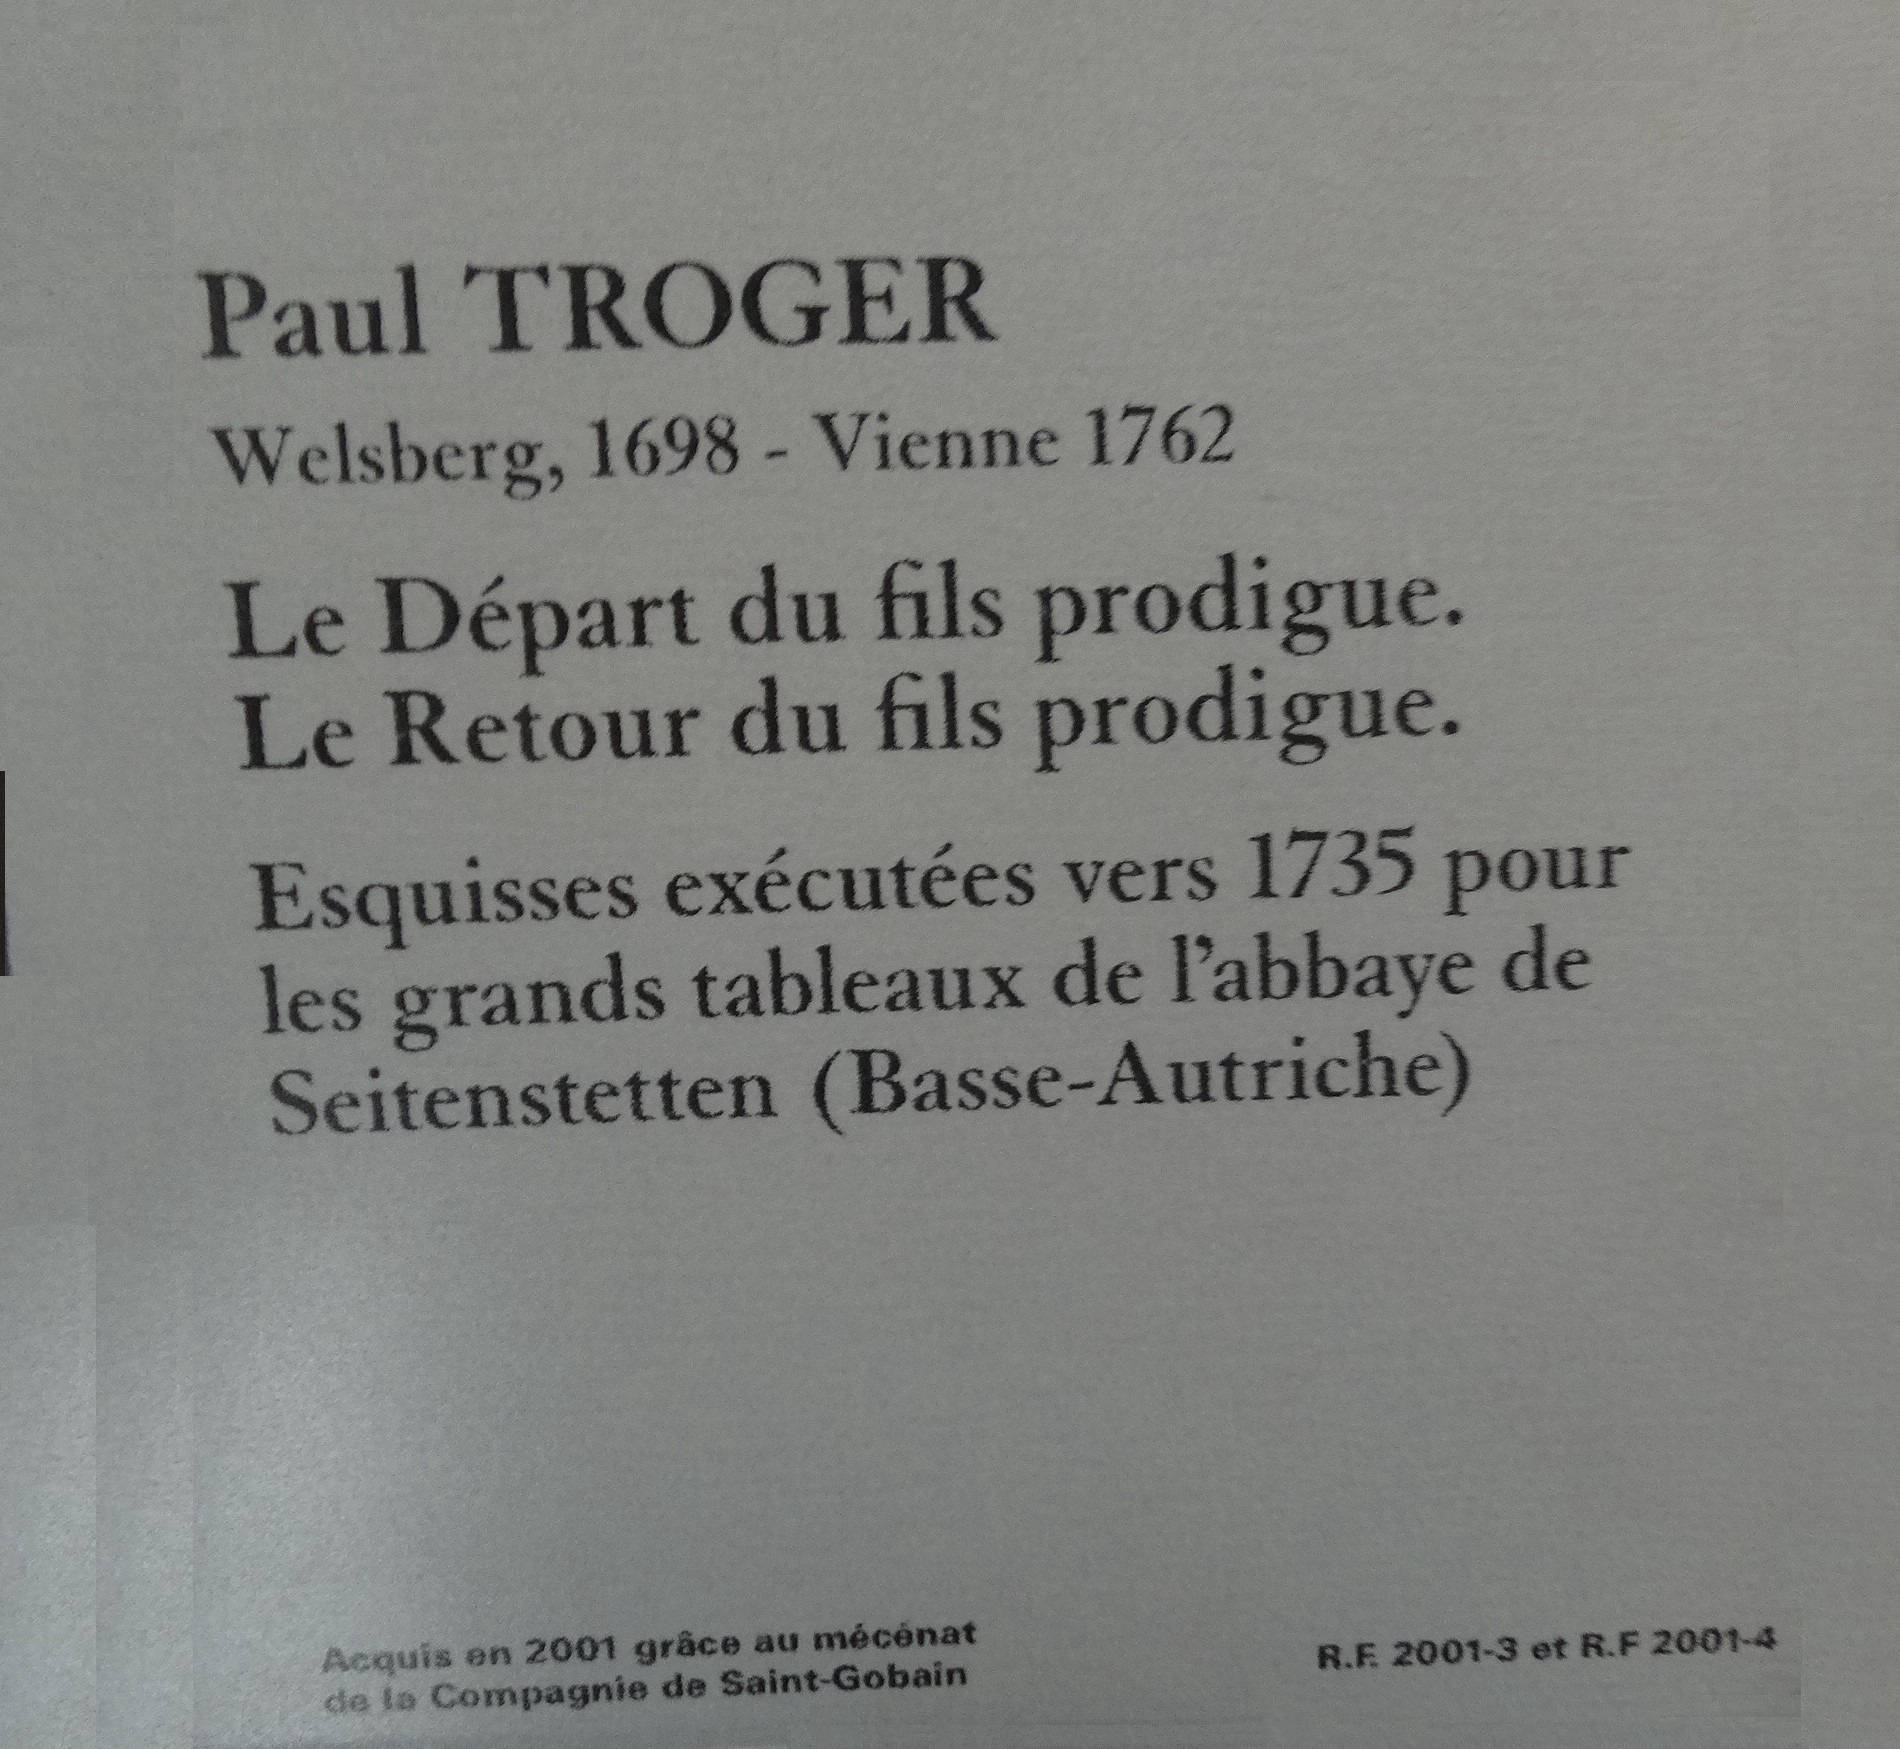 Paul TROGER
Welsberg, 1698 - Vienne 1762
Le Départ du fils prodigue.
Le Retour du fils prodigue.
Esquisses exécutées vers 1735 pour
les grands tableaux de l'abbaye de
Seitenstetten (Basse-Autriche)
Acquis en 2001 grâce au mécénat
de la Compagnie de Saint-Gobain
R.F. 2001-3 et R.F 2001-4